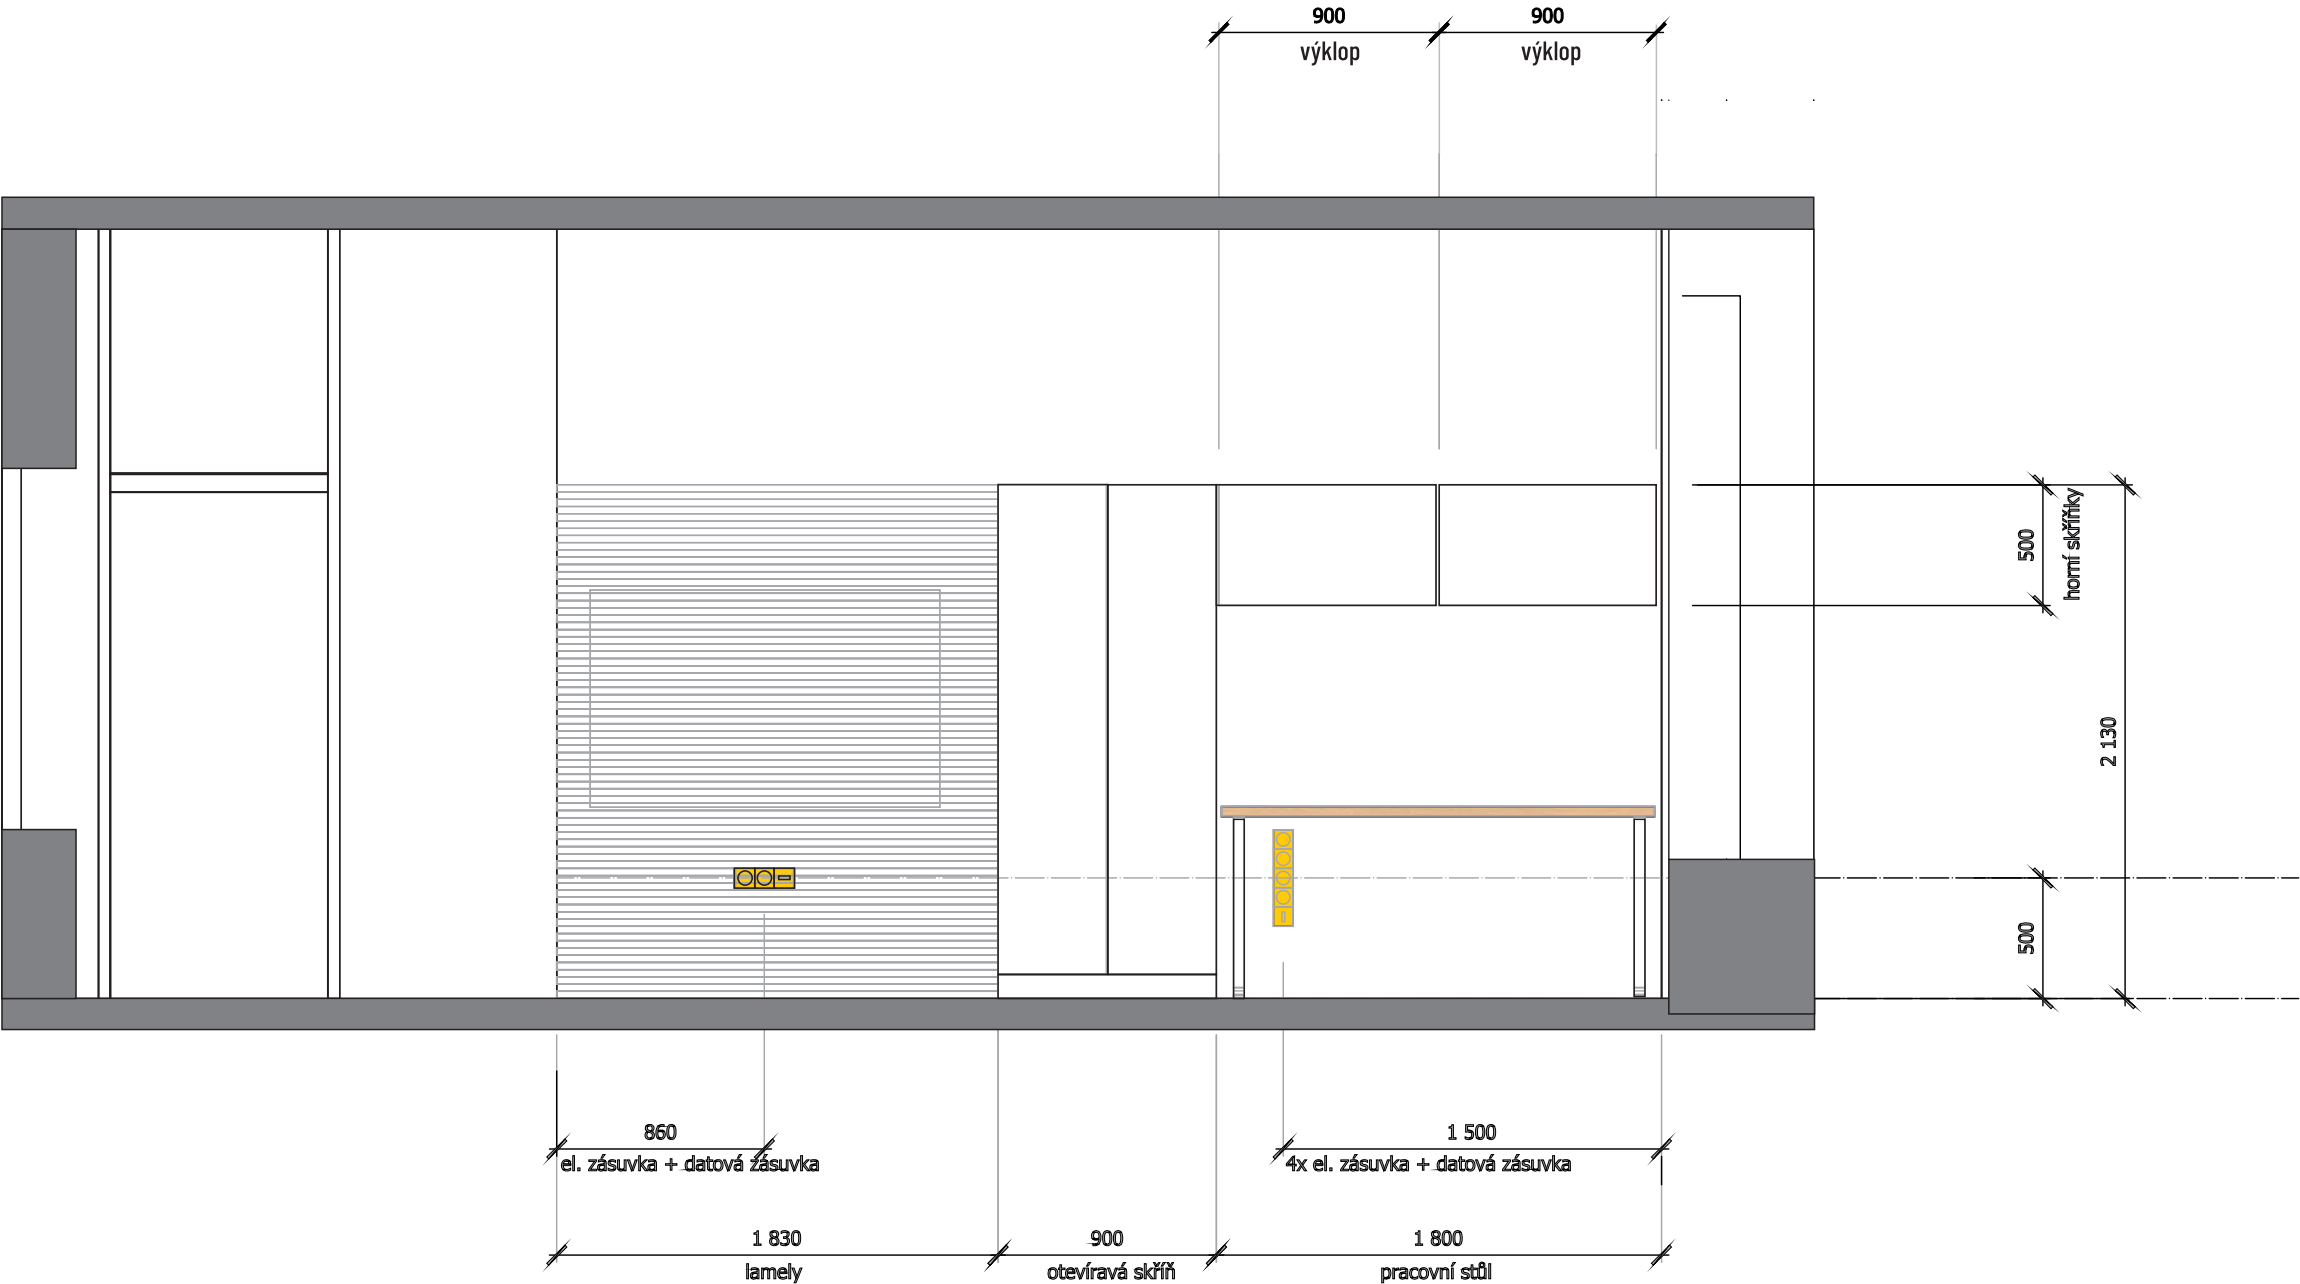 900
900
výklop
výklop
500
horní skříňky
2 130
500
860
el. zásuvka + datová zásuvka
1 500
4x el. zásuvka + datová zásuvka
1 830
lamely
900
otevíravá skříň
1 800
pracovní stůl